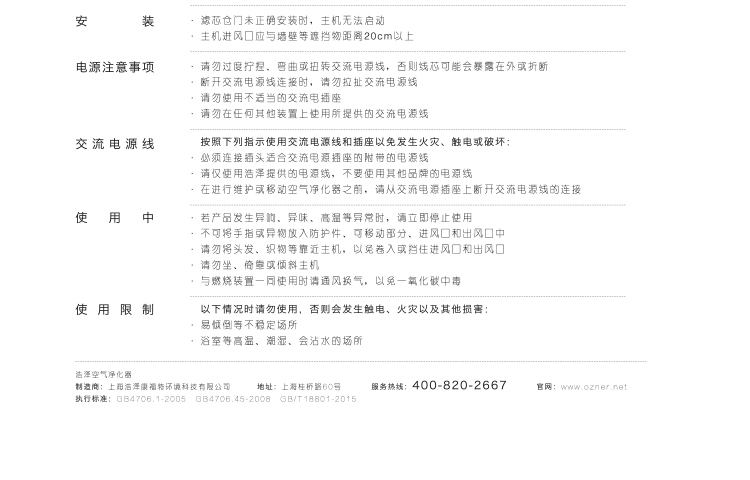 安装
· 滤芯仓门未正确安装时，主机无法启动
· 主机进风口应与墙壁等遮挡物距离20cm以上
电源注意事项
· 请勿过度拧捏、弯曲或扭转交流电源线，否则线芯可能会暴露在外或折断
· 断开交流电源线连接时，请勿拉扯交流电源线
· 请勿使用不适当的交流电插座
· 请勿在任何其他装置上使用所提供的交流电源线
交流电源线
按照下列指示使用交流电源线和插座以免发生火灾、触电或破坏：
· 必须连接插头适合交流电源插座的附带的电源线
· 请仅使用浩泽提供的电源线，不要使用其他品牌的电源线
· 在进行维护或移动空气净化器之前，请从交流电源插座上断开交流电源线的连接
使用中
· 若产品发生异响、异味、高温等异常时，请立即停止使用
· 不可将手指或异物放入防护件、可移动部分、进风口和出风口中
· 请勿将头发、织物等靠近主机，以免卷入或挡住进风口和出风口
· 请勿坐、倚靠或倾斜主机
· 与燃烧装置一同使用时请通风换气，以免一氧化碳中毒
使用限制
以下情况时请勿使用，否则会发生触电、火灾以及其他损害：
· 易倾倒等不稳定场所
· 浴室等高温、潮湿、会沾水的场所
浩泽空气净化器
制造商：上海浩泽康福特环境科技有限公司 地址：上海桂桥路60号 服务热线：400-820-2667 官网：www.ozner.net
执行标准：GB4706.1-2005 GB4706.45-2008 GB/T18801-2015